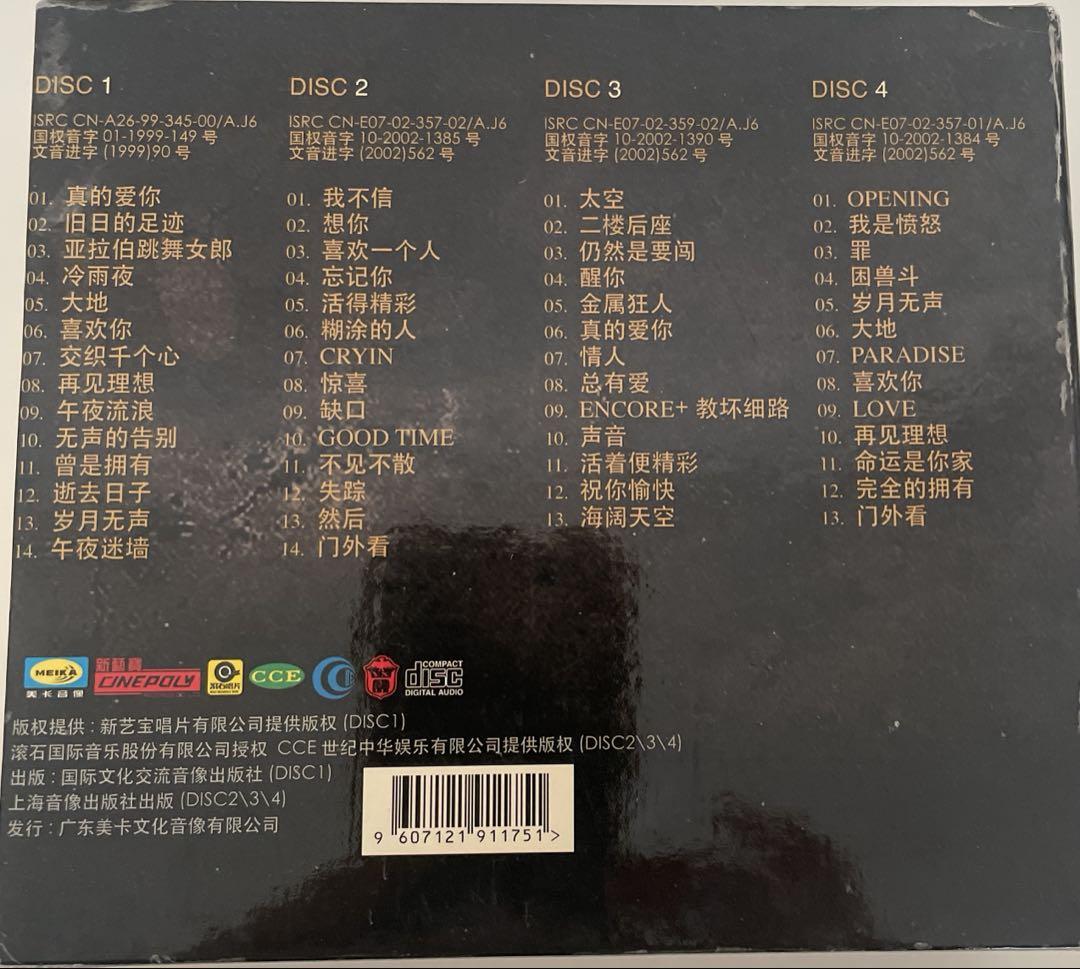 DISC 1
ISRC CN-A26-99-345-00/A.J6
国权音字 01-1999-149 号
文音进字 (1999)90 号
01. 真的爱你
02. 旧日的足迹
03. 亚拉伯跳舞女郎
04. 冷雨夜
05. 大地
06. 喜欢你
07. 交织千个心
08. 再见理想
09. 午夜流浪
10. 无声的告别
11. 曾是拥有
12. 逝去日子
13. 岁月无声
14. 午夜迷墙
DISC 2
ISRC CN-E07-02-357-02/A.J6
国权音字 10-2002-1385 号
文音进字 (2002)562 号
01. 我不信
02. 想你
03. 喜欢一个人
04. 忘记你
05. 活得精彩
06. 糊涂的人
07. CRYIN
08. 惊喜
09. 缺口
10. GOOD TIME
11. 不见不散
12. 失踪
13. 然后
14. 门外看
DISC 3
ISRC CN-E07-02-359-02/A.J6
国权音字 10-2002-1390 号
文音进字 (2002)562 号
01. 太空
02. 二楼后座
03. 仍然是要闯
04. 醒你
05. 金属狂人
06. 真的爱你
07. 情人
08. 总有爱
09. ENCORE+ 教坏细路
10. 声音
11. 活着便精彩
12. 祝你愉快
13. 海阔天空
DISC 4
ISRC CN-E07-02-357-01/A.J6
国权音字 10-2002-1384 号
文音进字 (2002)562 号
01. OPENING
02. 我是愤怒
03. 罪
04. 困兽斗
05. 岁月无声
06. 大地
07. PARADISE
08. 喜欢你
09. LOVE
10. 再见理想
11. 命运是你家
12. 完全的拥有
13. 门外看
MEIKA
美卡音像
新藝寶
CINEPOLY
滚石唱片
CCE
COMPACT
disc
DIGITAL AUDIO
版权提供 : 新艺宝唱片有限公司提供版权 (DISC1)
滚石国际音乐股份有限公司授权 CCE 世纪中华娱乐有限公司提供版权 (DISC2\3\4)
出版 : 国际文化交流音像出版社 (DISC1)
上海音像出版社出版 (DISC2\3\4)
发行 : 广东美卡文化音像有限公司
9 607121 911751 >